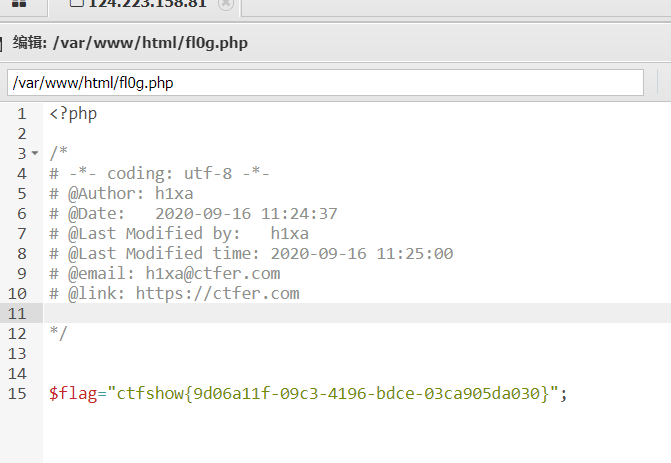 124.223.158.81
编辑: /var/www/html/fl0g.php
/var/www/html/fl0g.php
1 <?php
2
3 /*
4 # -*- coding: utf-8 -*-
5 # @Author: h1xa
6 # @Date:   2020-09-16 11:24:37
7 # @Last Modified by:   h1xa
8 # @Last Modified time: 2020-09-16 11:25:00
9 # @email: h1xa@ctfer.com
10 # @link: https://ctfer.com
11
12 */
13
14
15 $flag="ctfshow{9d06a11f-09c3-4196-bdce-03ca905da030}";